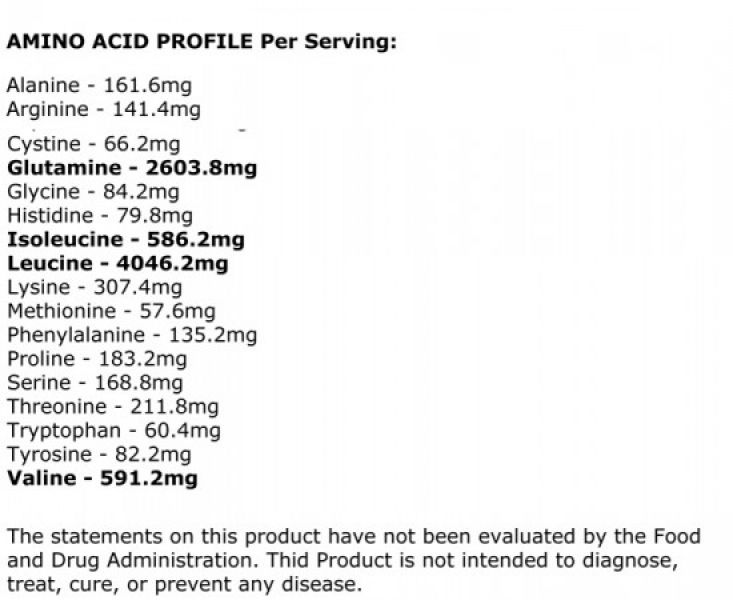 AMINO ACID PROFILE Per Serving:
Alanine - 161.6mg
Arginine - 141.4mg
Cystine - 66.2mg
Glutamine - 2603.8mg
Glycine - 84.2mg
Histidine - 79.8mg
Isoleucine - 586.2mg
Leucine - 4046.2mg
Lysine - 307.4mg
Methionine - 57.6mg
Phenylalanine - 135.2mg
Proline - 183.2mg
Serine - 168.8mg
Threonine - 211.8mg
Tryptophan - 60.4mg
Tyrosine - 82.2mg
Valine - 591.2mg
The statements on this product have not been evaluated by the Food
and Drug Administration. Thid Product is not intended to diagnose,
treat, cure, or prevent any disease.